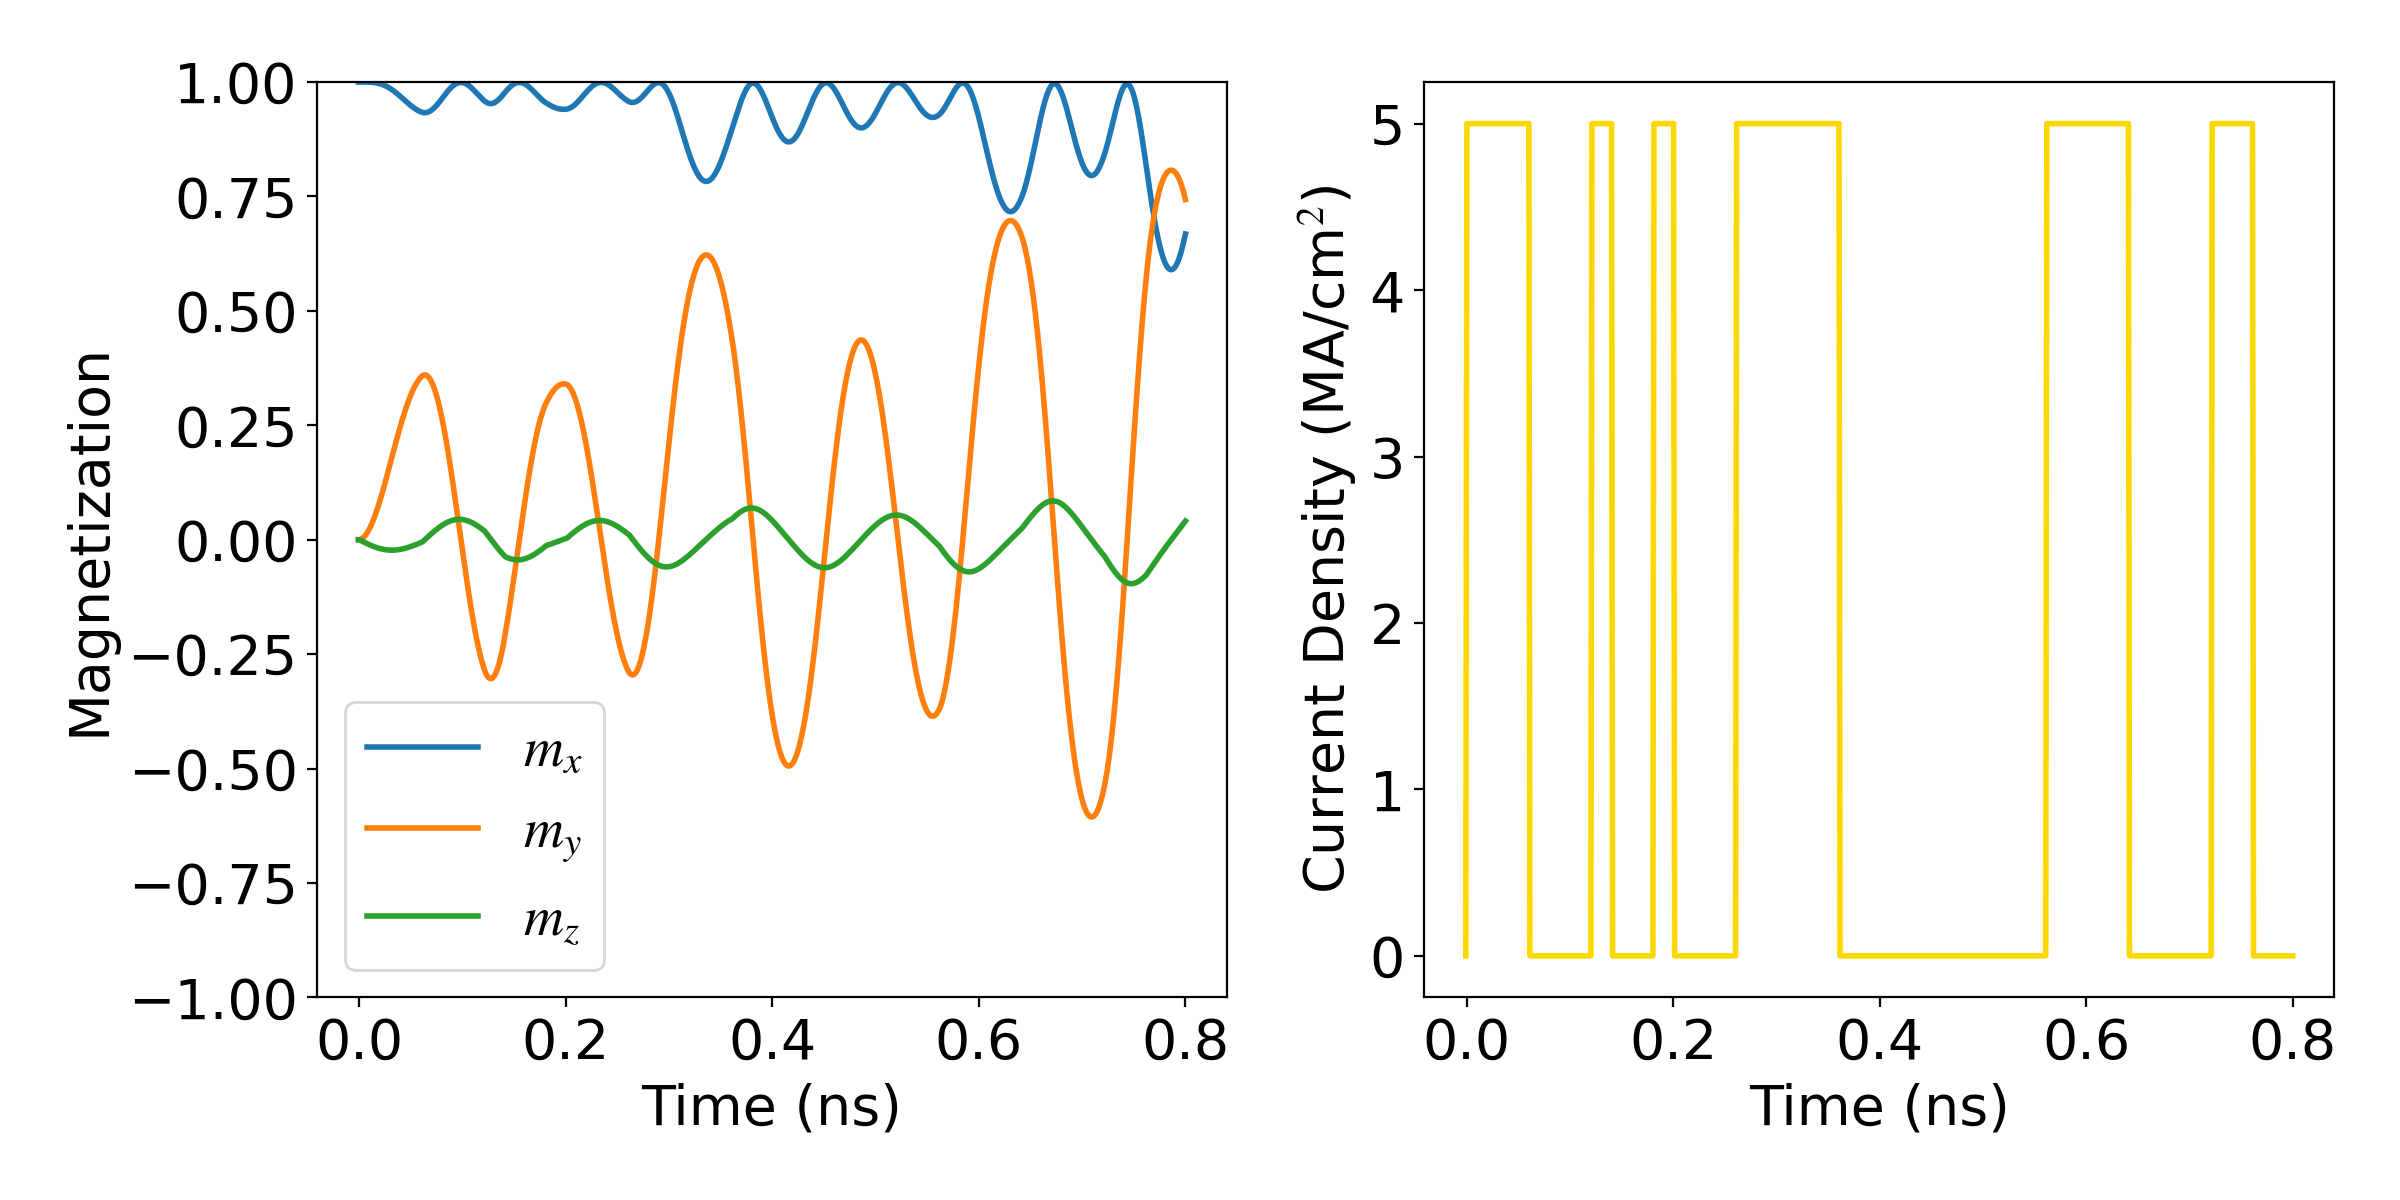 1.00
0.75
0.50
0.25
0.00
−0.25
−0.50
−0.75
−1.00
Magnetization
m_x
m_y
m_z
0.0 0.2 0.4 0.6 0.8
Time (ns)
5
4
3
2
1
0
Current Density (MA/cm²)
0.0 0.2 0.4 0.6 0.8
Time (ns)